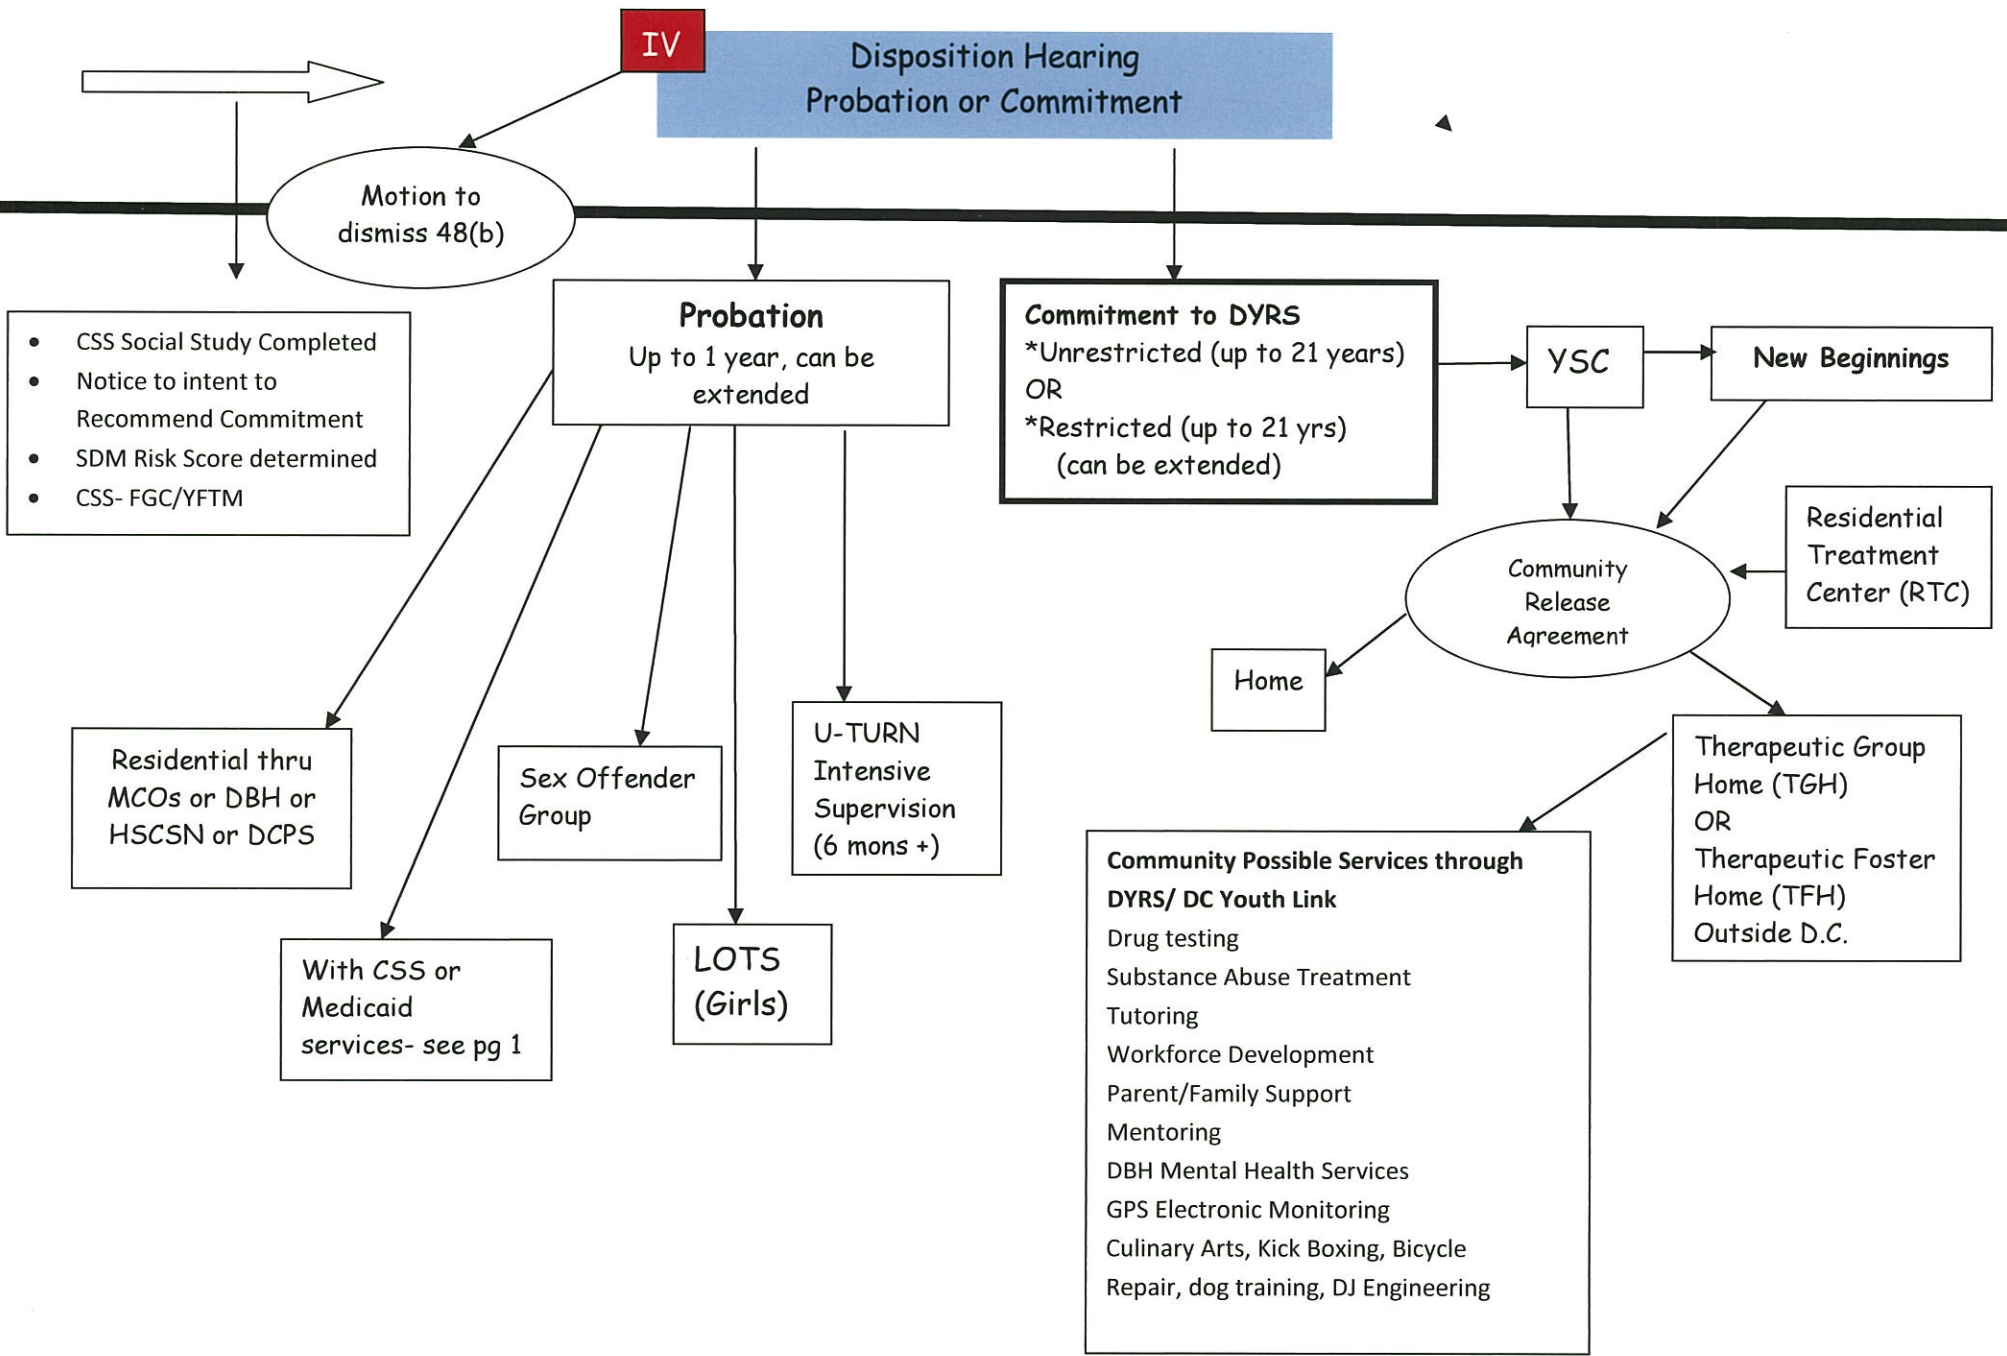 IV
Disposition Hearing
Probation or Commitment
Motion to
dismiss 48(b)
• CSS Social Study Completed
• Notice to intent to
Recommend Commitment
• SDM Risk Score determined
• CSS- FGC/YFTM
Probation
Up to 1 year, can be
extended
Commitment to DYRS
*Unrestricted (up to 21 years)
OR
*Restricted (up to 21 yrs)
(can be extended)
YSC
New Beginnings
Residential
Treatment
Center (RTC)
Community
Release
Agreement
Home
Residential thru
MCOs or DBH or
HSCSN or DCPS
Sex Offender
Group
U-TURN
Intensive
Supervision
(6 mons +)
Therapeutic Group
Home (TGH)
OR
Therapeutic Foster
Home (TFH)
Outside D.C.
With CSS or
Medicaid
services- see pg 1
LOTS
(Girls)
Community Possible Services through
DYRS/ DC Youth Link
Drug testing
Substance Abuse Treatment
Tutoring
Workforce Development
Parent/Family Support
Mentoring
DBH Mental Health Services
GPS Electronic Monitoring
Culinary Arts, Kick Boxing, Bicycle
Repair, dog training, DJ Engineering